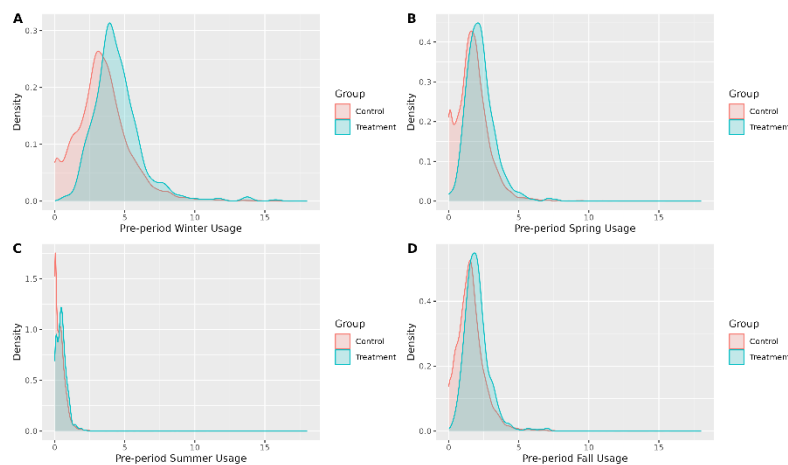 A
0.3
0.2
0.1
0.0
Density
0 5 10 15
Pre-period Winter Usage
Group
Control
Treatment
B
0.4
0.3
0.2
0.1
0.0
Density
0 5 10 15
Pre-period Spring Usage
Group
Control
Treatment
C
1.5
1.0
0.5
0.0
Density
0 5 10 15
Pre-period Summer Usage
Group
Control
Treatment
D
0.4
0.2
0.0
Density
0 5 10 15
Pre-period Fall Usage
Group
Control
Treatment